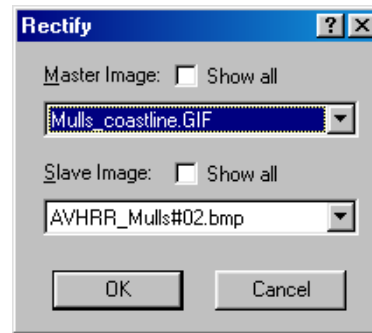 Rectify
Master Image: Show all
Mulls_coastline.GIF
Slave Image: Show all
AVHRR_Mulls#02.bmp
OK Cancel